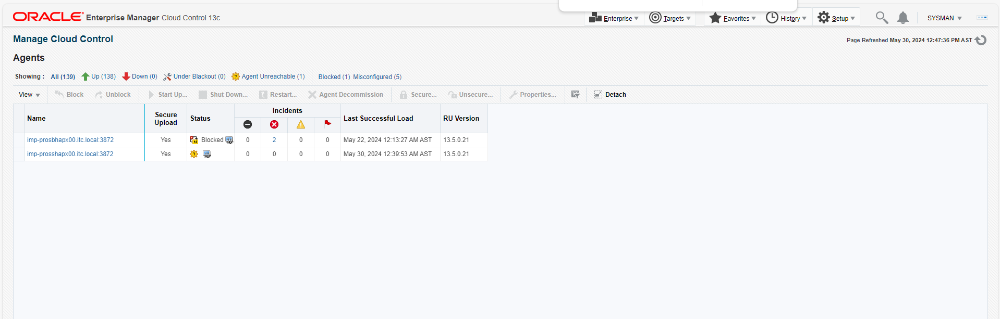 ORACLE Enterprise Manager Cloud Control 13c Enterprise Targets Favorites History Setup SYSMAN
Manage Cloud Control Page Refreshed May 30, 2024 12:47:36 PM AST
Agents
Showing : All (139) Up (138) Down (0) Under Blackout (0) Agent Unreachable (1) Blocked (1) Misconfigured (5)
View Block Unblock Start Up... Shut Down... Restart... Agent Decommission Secure... Unsecure... Properties... Detach
Name Secure Upload Status Incidents Last Successful Load RU Version
imp-prosbhapx00.itc.local:3872 Yes Blocked 0 2 0 0 May 22, 2024 12:13:27 AM AST 13.5.0.21
imp-prosshapx00.itc.local:3872 Yes 0 0 0 0 May 30, 2024 12:39:53 AM AST 13.5.0.21